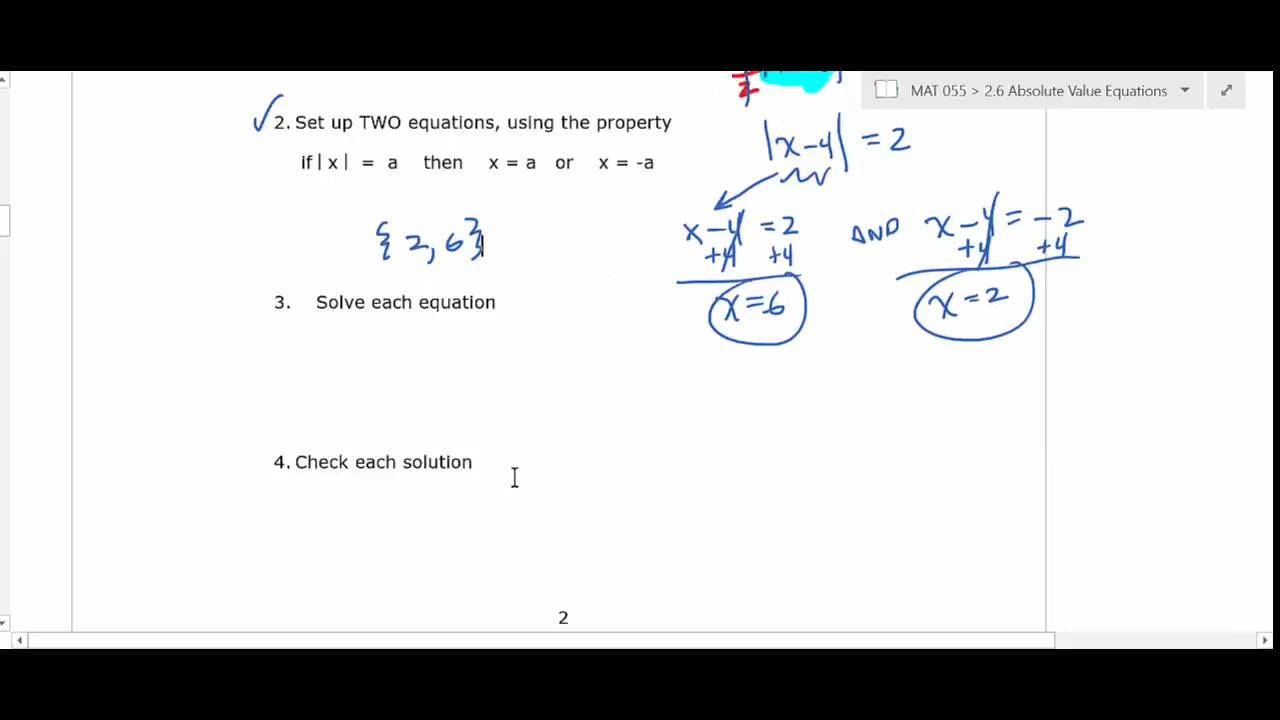 MAT 055 > 2.6 Absolute Value Equations
2. Set up TWO equations, using the property
|x-4| = 2
if | x | = a then x = a or x = -a
x-4 = 2 AND x-4 = -2
+4 +4 +4 +4
{2, 6}
x=6 x=2
3. Solve each equation
4. Check each solution
2